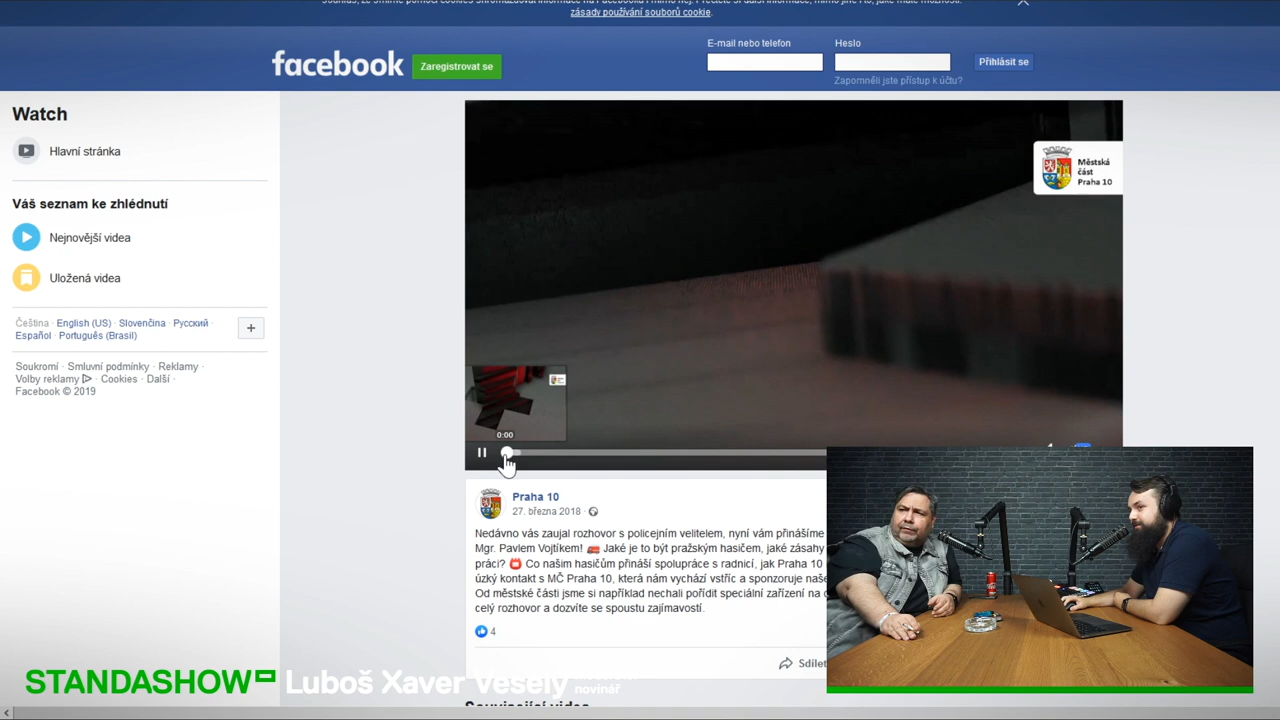 zásady používání souborů cookie.
facebook
Zaregistrovat se
E-mail nebo telefon
Heslo
Přihlásit se
Zapomněli jste přístup k účtu?
Watch
Hlavní stránka
Váš seznam ke zhlédnutí
Nejnovější videa
Uložená videa
Čeština · English (US) · Slovenčina · Русский ·
Español · Português (Brasil)
Soukromí · Smluvní podmínky · Reklamy ·
Volby reklamy · Cookies · Další ·
Facebook © 2019
Městská
část
Praha 10
0:00
Praha 10
27. března 2018 ·
Nedávno vás zaujal rozhovor s policejním velitelem, nyní vám přinášíme
Mgr. Pavlem Vojtíkem! Jaké je to být pražským hasičem, jaké zásahy
práci? Co našim hasičům přináší spolupráce s radnicí, jak Praha 10
úzký kontakt s MČ Praha 10, která nám vychází vstříc a sponzoruje naše
Od městské části jsme si například nechali pořídit speciální zařízení na
celý rozhovor a dozvíte se spoustu zajímavostí.
4
Sdílet
STANDASHOW
Luboš Xaver Veselý
novinář
Související videa